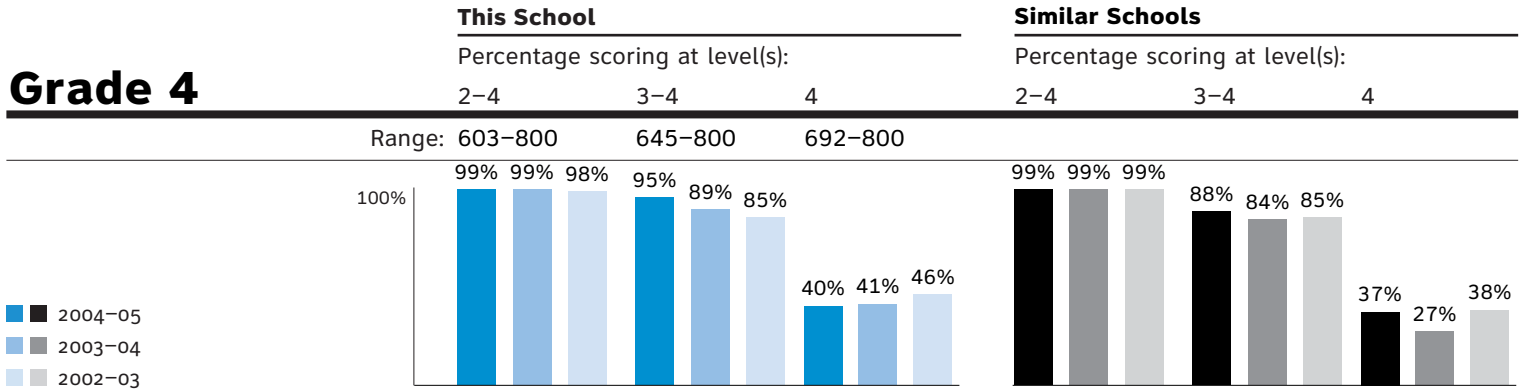 This School Similar Schools
Percentage scoring at level(s): Percentage scoring at level(s):
Grade 4 2–4 3–4 4 2–4 3–4 4
Range: 603–800 645–800 692–800
99% 99% 98% 95% 89% 85% 40% 41% 46% 99% 99% 99% 88% 84% 85% 37% 27% 38%
100%
2004–05
2003–04
2002–03